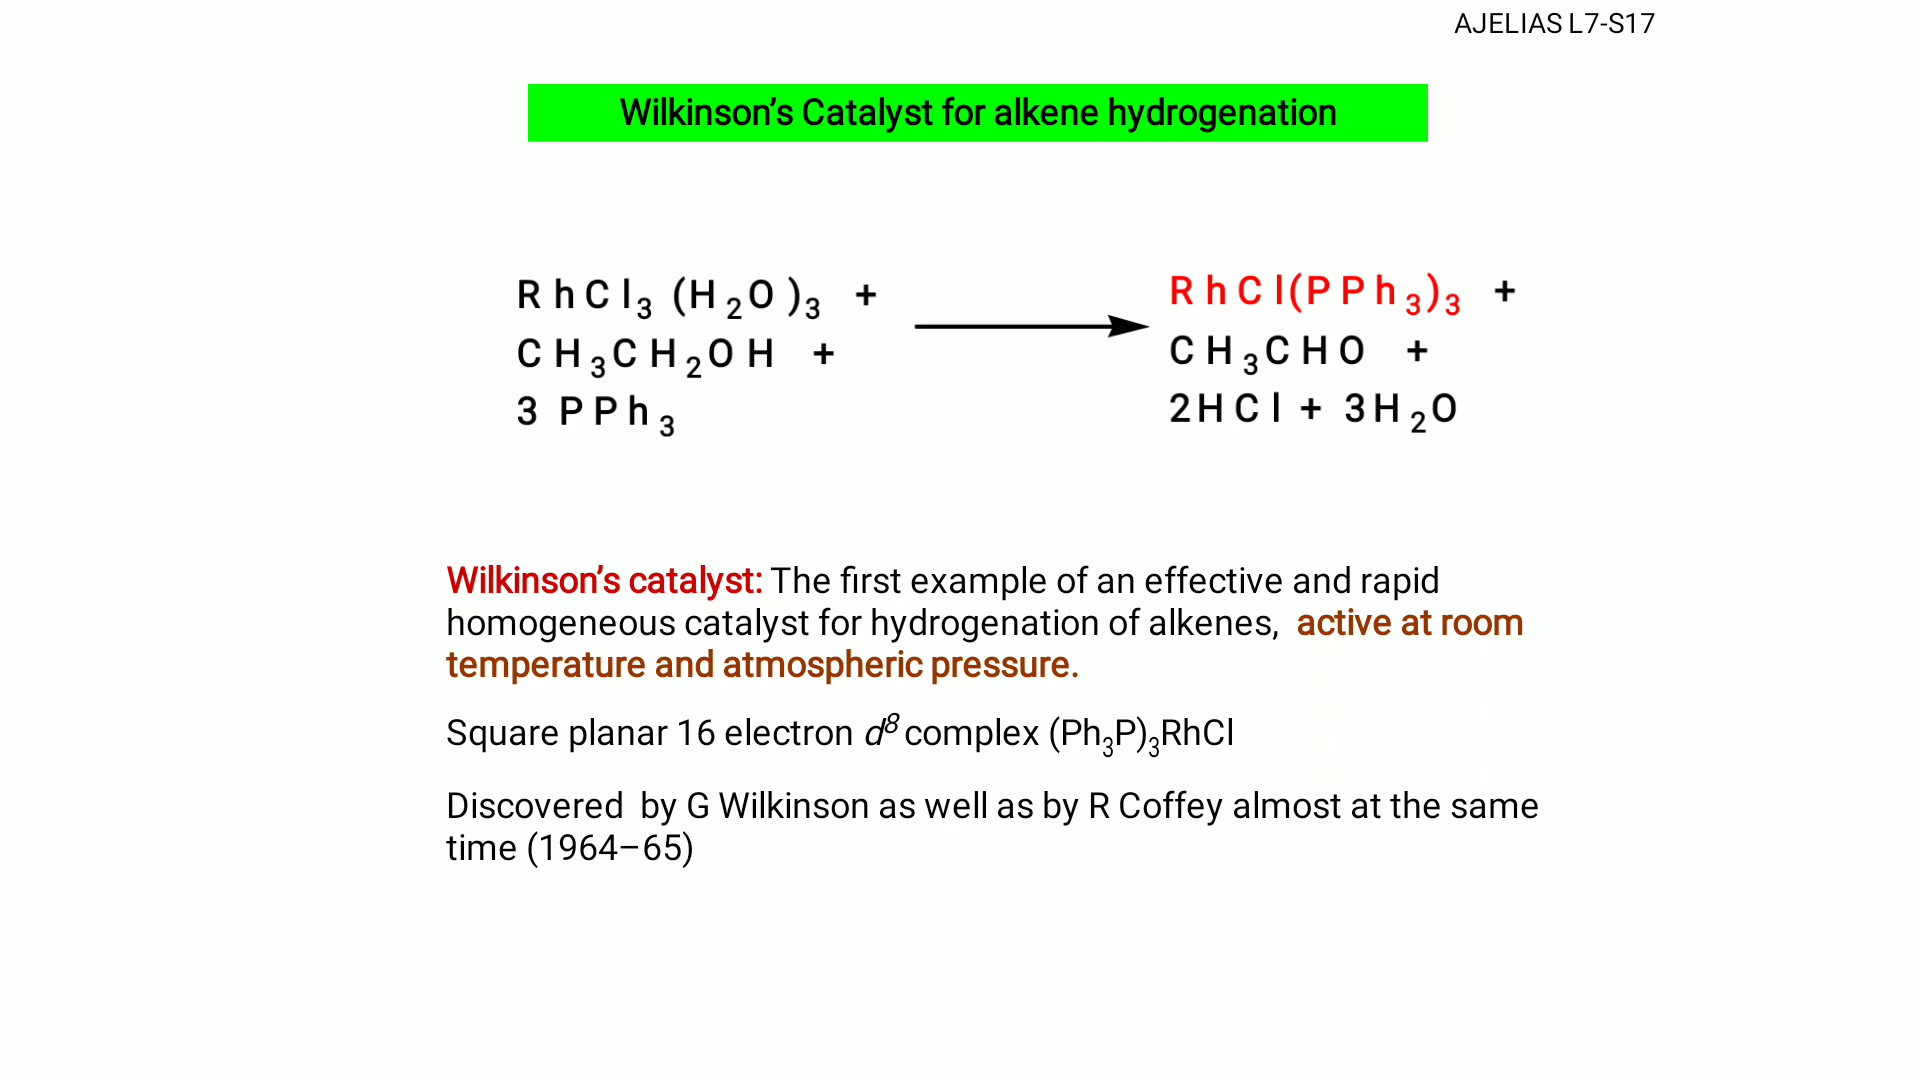 AJELIAS L7-S17
Wilkinson’s Catalyst for alkene hydrogenation
RhCl₃ (H₂O)₃ +
CH₃CH₂OH +
3 PPh₃
RhCl(PPh₃)₃ +
CH₃CHO +
2HCl + 3H₂O
Wilkinson’s catalyst: The first example of an effective and rapid
homogeneous catalyst for hydrogenation of alkenes, active at room
temperature and atmospheric pressure.
Square planar 16 electron d⁸ complex (Ph₃P)₃RhCl
Discovered by G Wilkinson as well as by R Coffey almost at the same
time (1964–65)